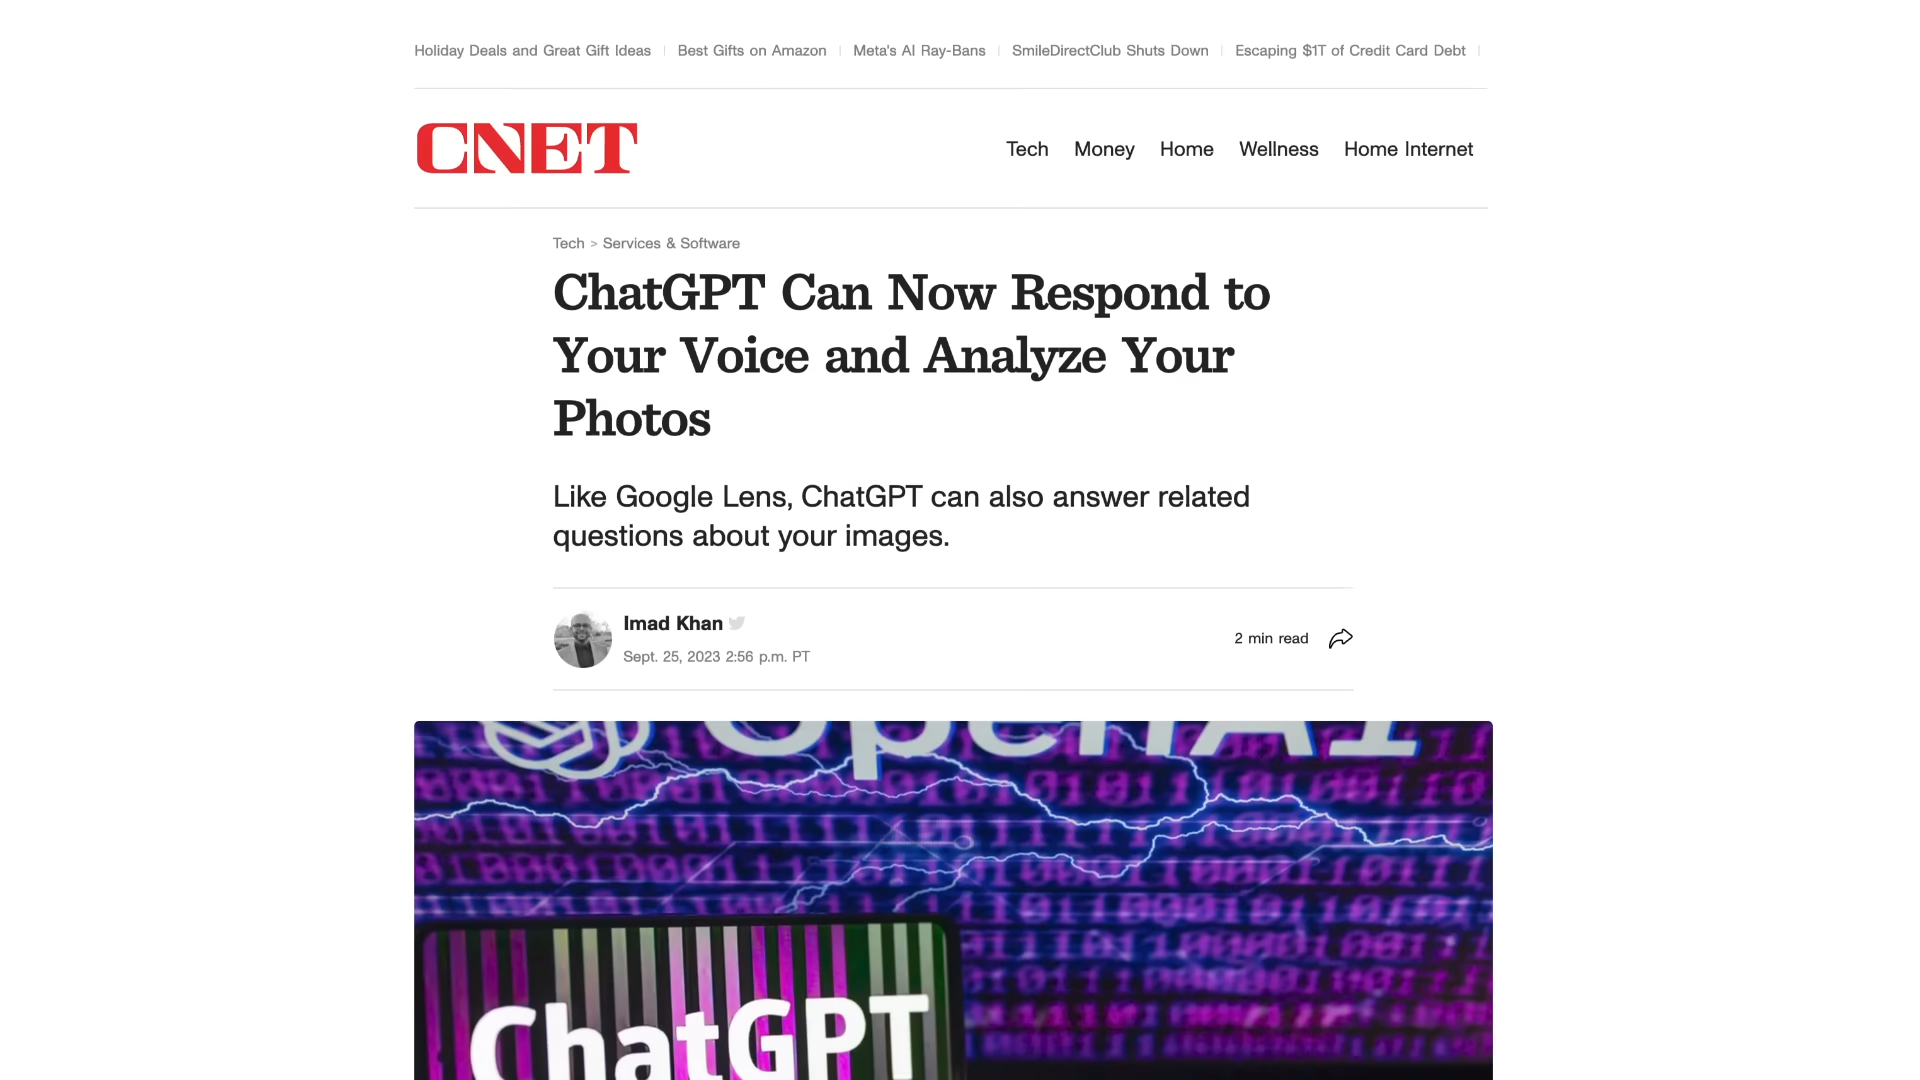 Holiday Deals and Great Gift Ideas | Best Gifts on Amazon | Meta's AI Ray-Bans | SmileDirectClub Shuts Down | Escaping $1T of Credit Card Debt |
CNET
Tech Money Home Wellness Home Internet
Tech > Services & Software
ChatGPT Can Now Respond to
Your Voice and Analyze Your
Photos
Like Google Lens, ChatGPT can also answer related
questions about your images.
Imad Khan
Sept. 25, 2023 2:56 p.m. PT
2 min read
OpenAI
ChatGPT